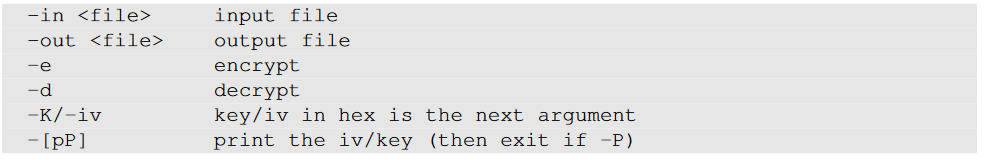 -in <file> input file
-out <file> output file
-e encrypt
-d decrypt
-K/-iv key/iv in hex is the next argument
-[pP] print the iv/key (then exit if -P)